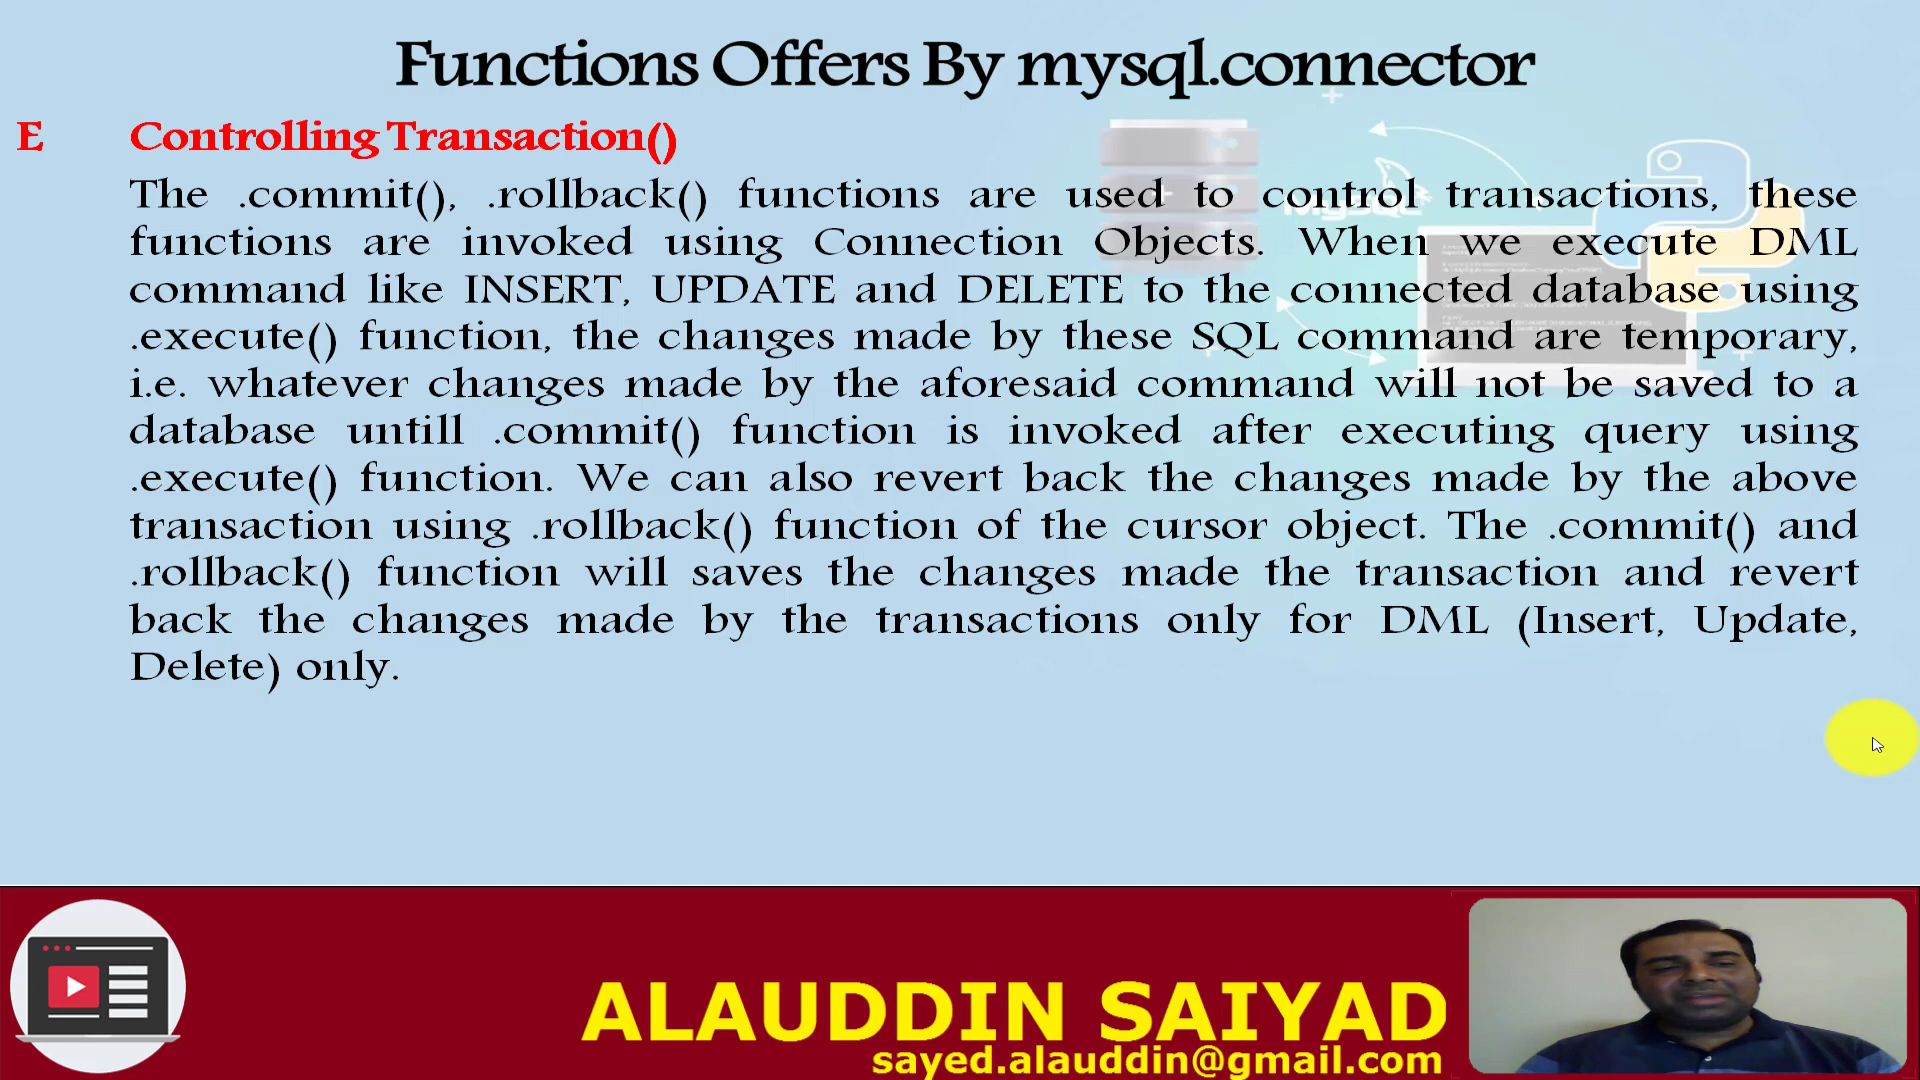 Functions Offers By mysql.connector
E Controlling Transaction()
The .commit(), .rollback() functions are used to control transactions, these
functions are invoked using Connection Objects. When we execute DML
command like INSERT, UPDATE and DELETE to the connected database using
.execute() function, the changes made by these SQL command are temporary,
i.e. whatever changes made by the aforesaid command will not be saved to a
database untill .commit() function is invoked after executing query using
.execute() function. We can also revert back the changes made by the above
transaction using .rollback() function of the cursor object. The .commit() and
.rollback() function will saves the changes made the transaction and revert
back the changes made by the transactions only for DML (Insert, Update,
Delete) only.
MySQL
ALAUDDIN SAIYAD
sayed.alauddin@gmail.com